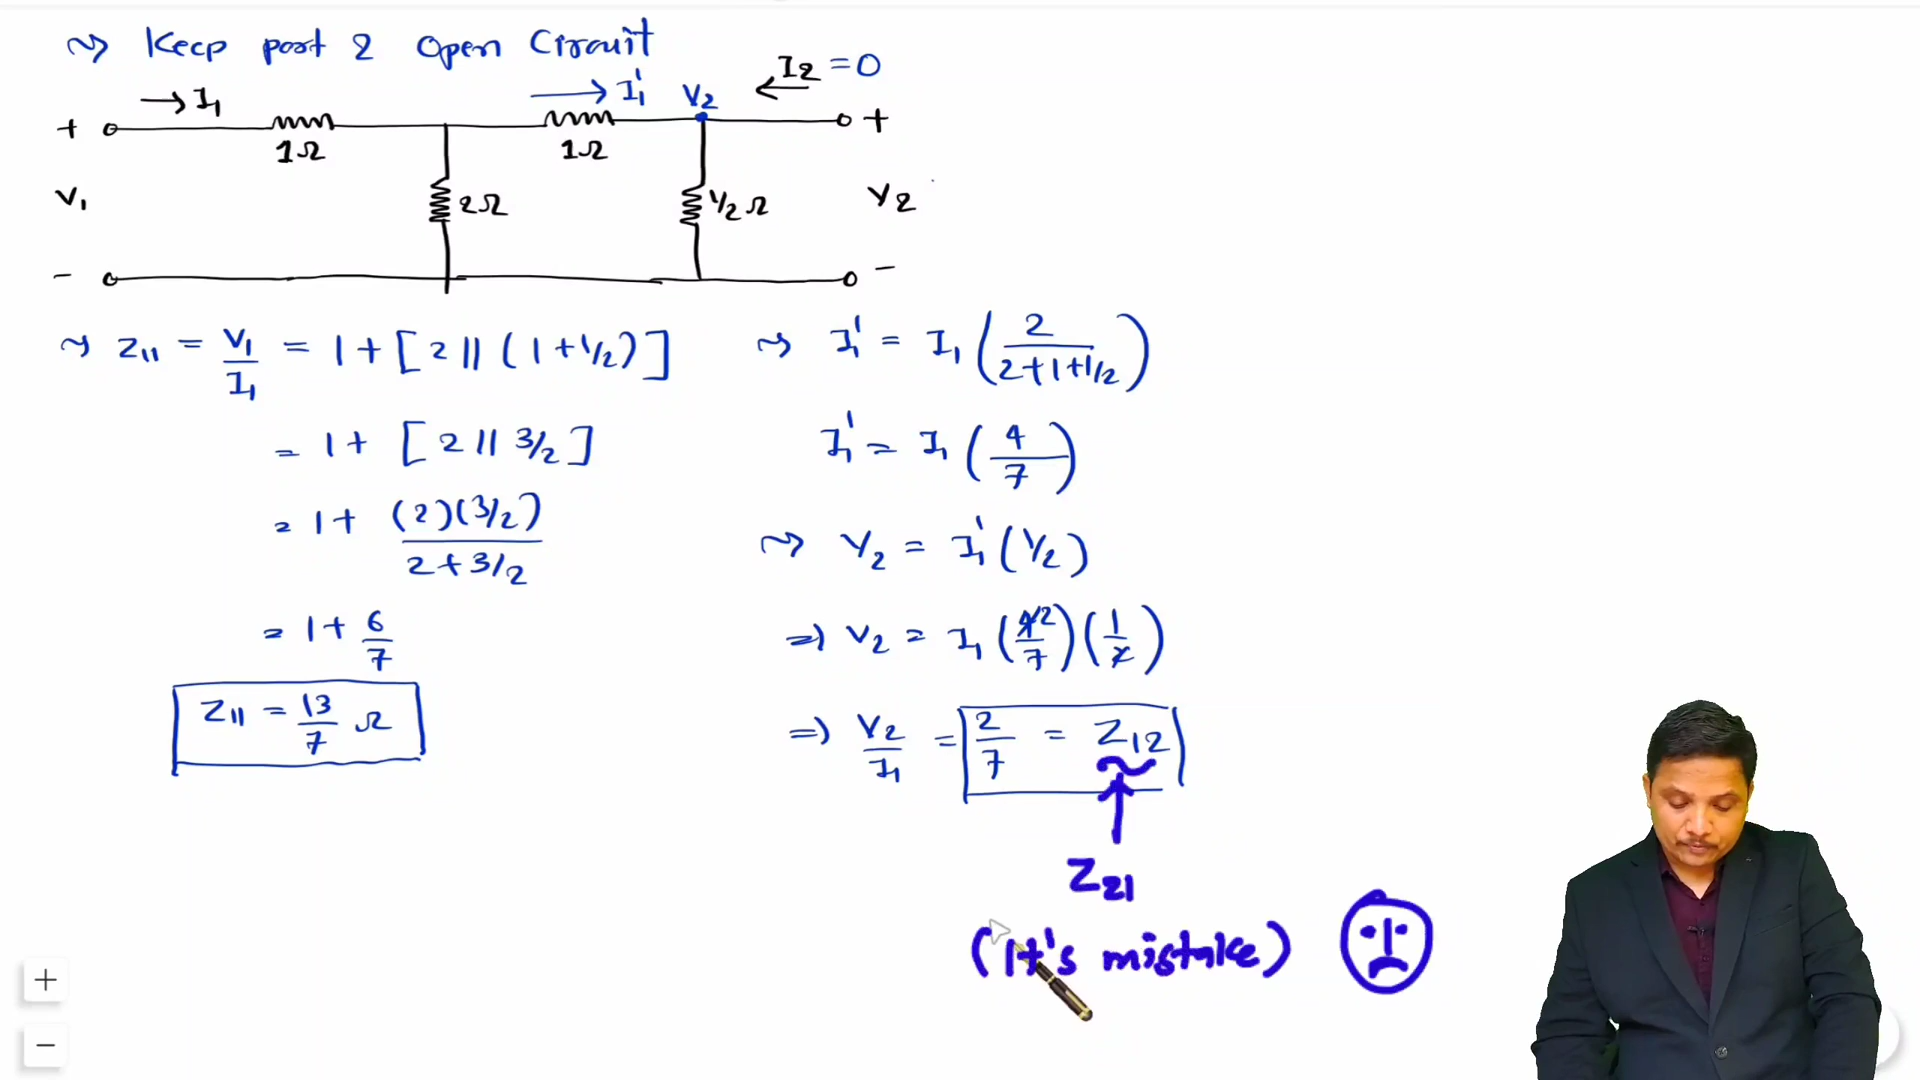 ~> Keep port 2 Open Circuit
→ I₁
→ I₁'
V₂
← I₂ = 0
+
1Ω
1Ω
+
V₁
2Ω
1/2 Ω
V₂
-
-
~> Z₁₁ = V₁/I₁ = 1 + [2 || (1 + 1/2)]
= 1 + [2 || 3/2]
= 1 + (2)(3/2)/(2 + 3/2)
= 1 + 6/7
Z₁₁ = 13/7 Ω
~> I₁' = I₁ (2/(2+1+1/2))
I₁' = I₁ (4/7)
~> V₂ = I₁' (1/2)
=> V₂ = I₁ (4̶ 2/7) (1/2̶)
=> V₂/I₁ = 2/7 = Z₁₂
↑
Z₂₁
(It's mistake)
+
−